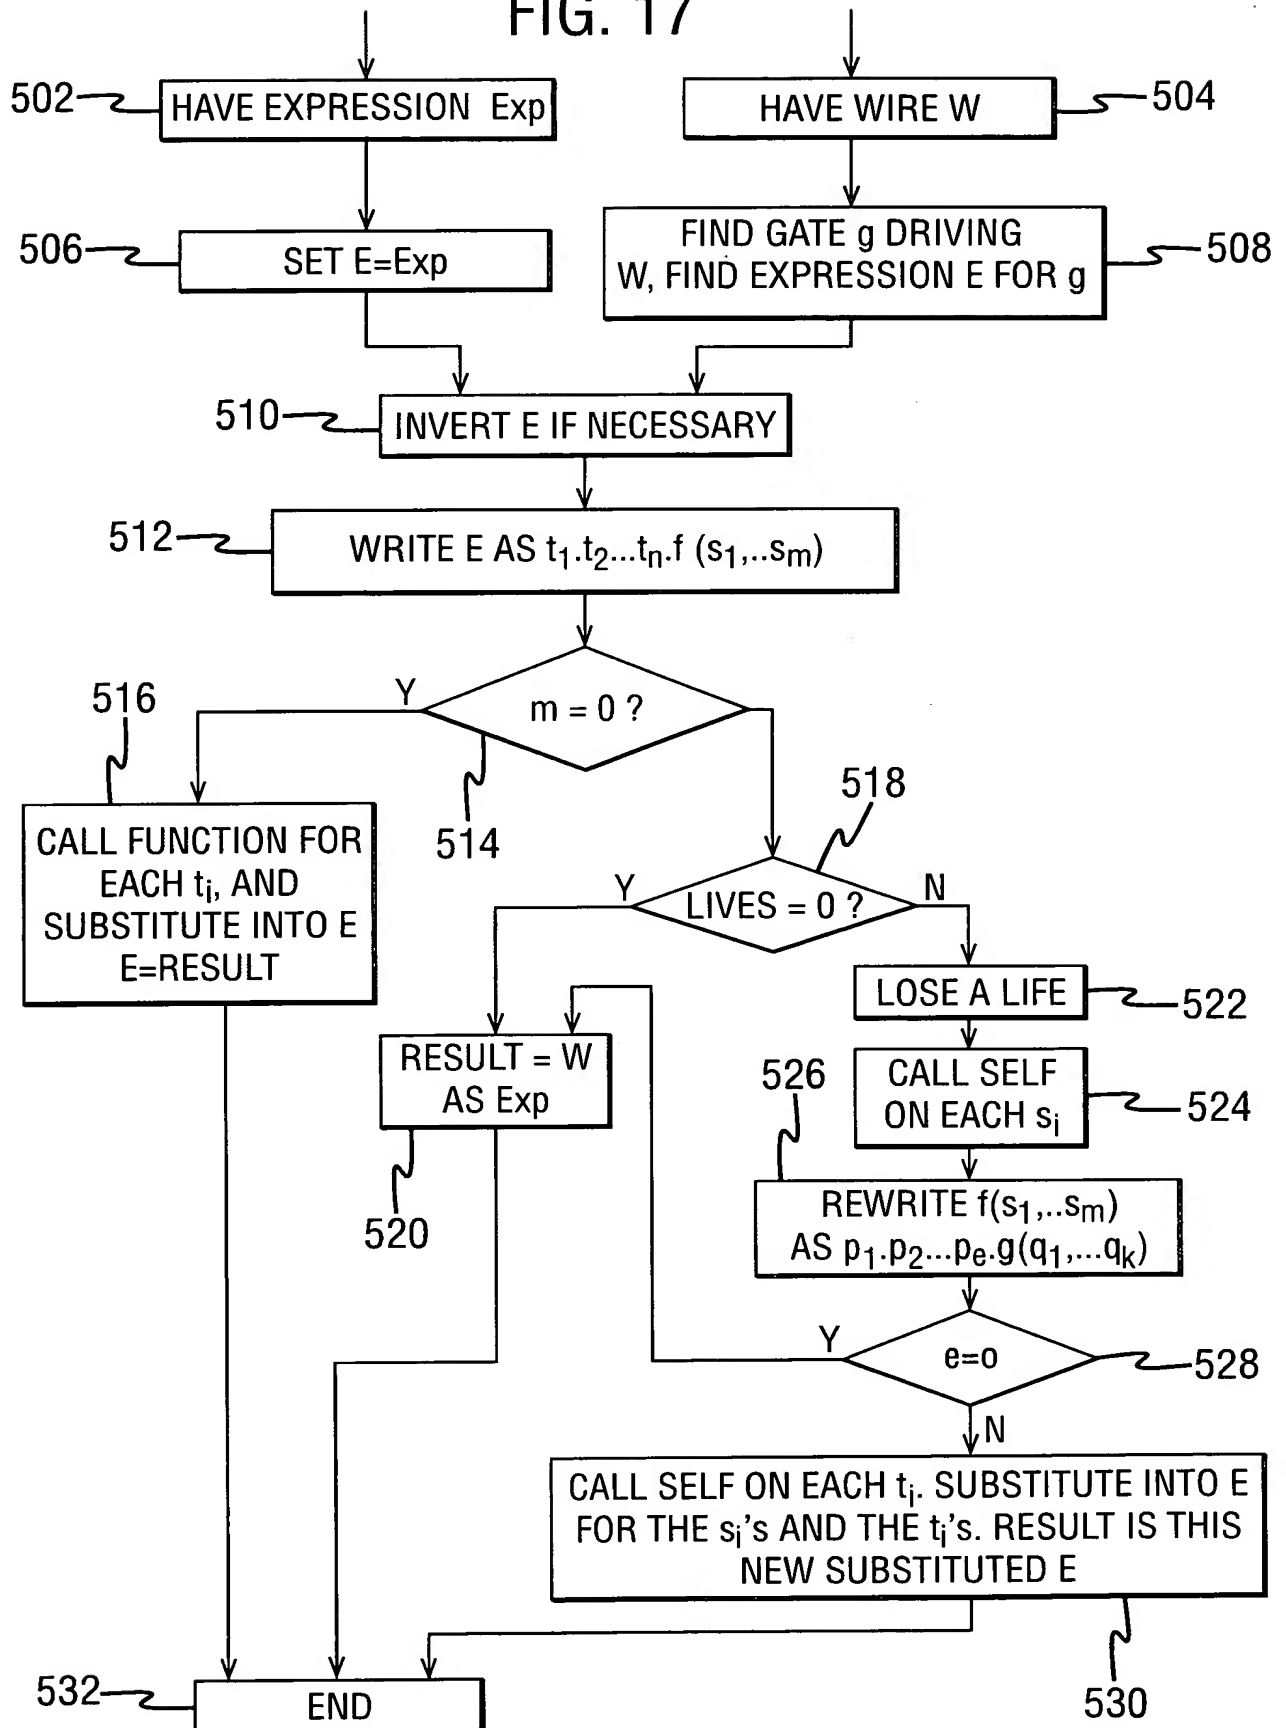 FIG. 17
502
HAVE EXPRESSION Exp
HAVE WIRE W
504
506
SET E=Exp
FIND GATE g DRIVING
W, FIND EXPRESSION E FOR g
508
510
INVERT E IF NECESSARY
512
WRITE E AS t₁.t₂...tₙ.f (s₁,..sₘ)
516
Y
m = 0 ?
514
518
CALL FUNCTION FOR
EACH tᵢ, AND
SUBSTITUTE INTO E
E=RESULT
Y
LIVES = 0 ?
N
LOSE A LIFE
522
RESULT = W
AS Exp
520
526
CALL SELF
ON EACH sᵢ
524
REWRITE f(s₁,..sₘ)
AS p₁.p₂...pₑ.g(q₁,...qₖ)
Y
e=o
528
N
CALL SELF ON EACH tᵢ. SUBSTITUTE INTO E
FOR THE sᵢ's AND THE tᵢ's. RESULT IS THIS
NEW SUBSTITUTED E
530
532
END